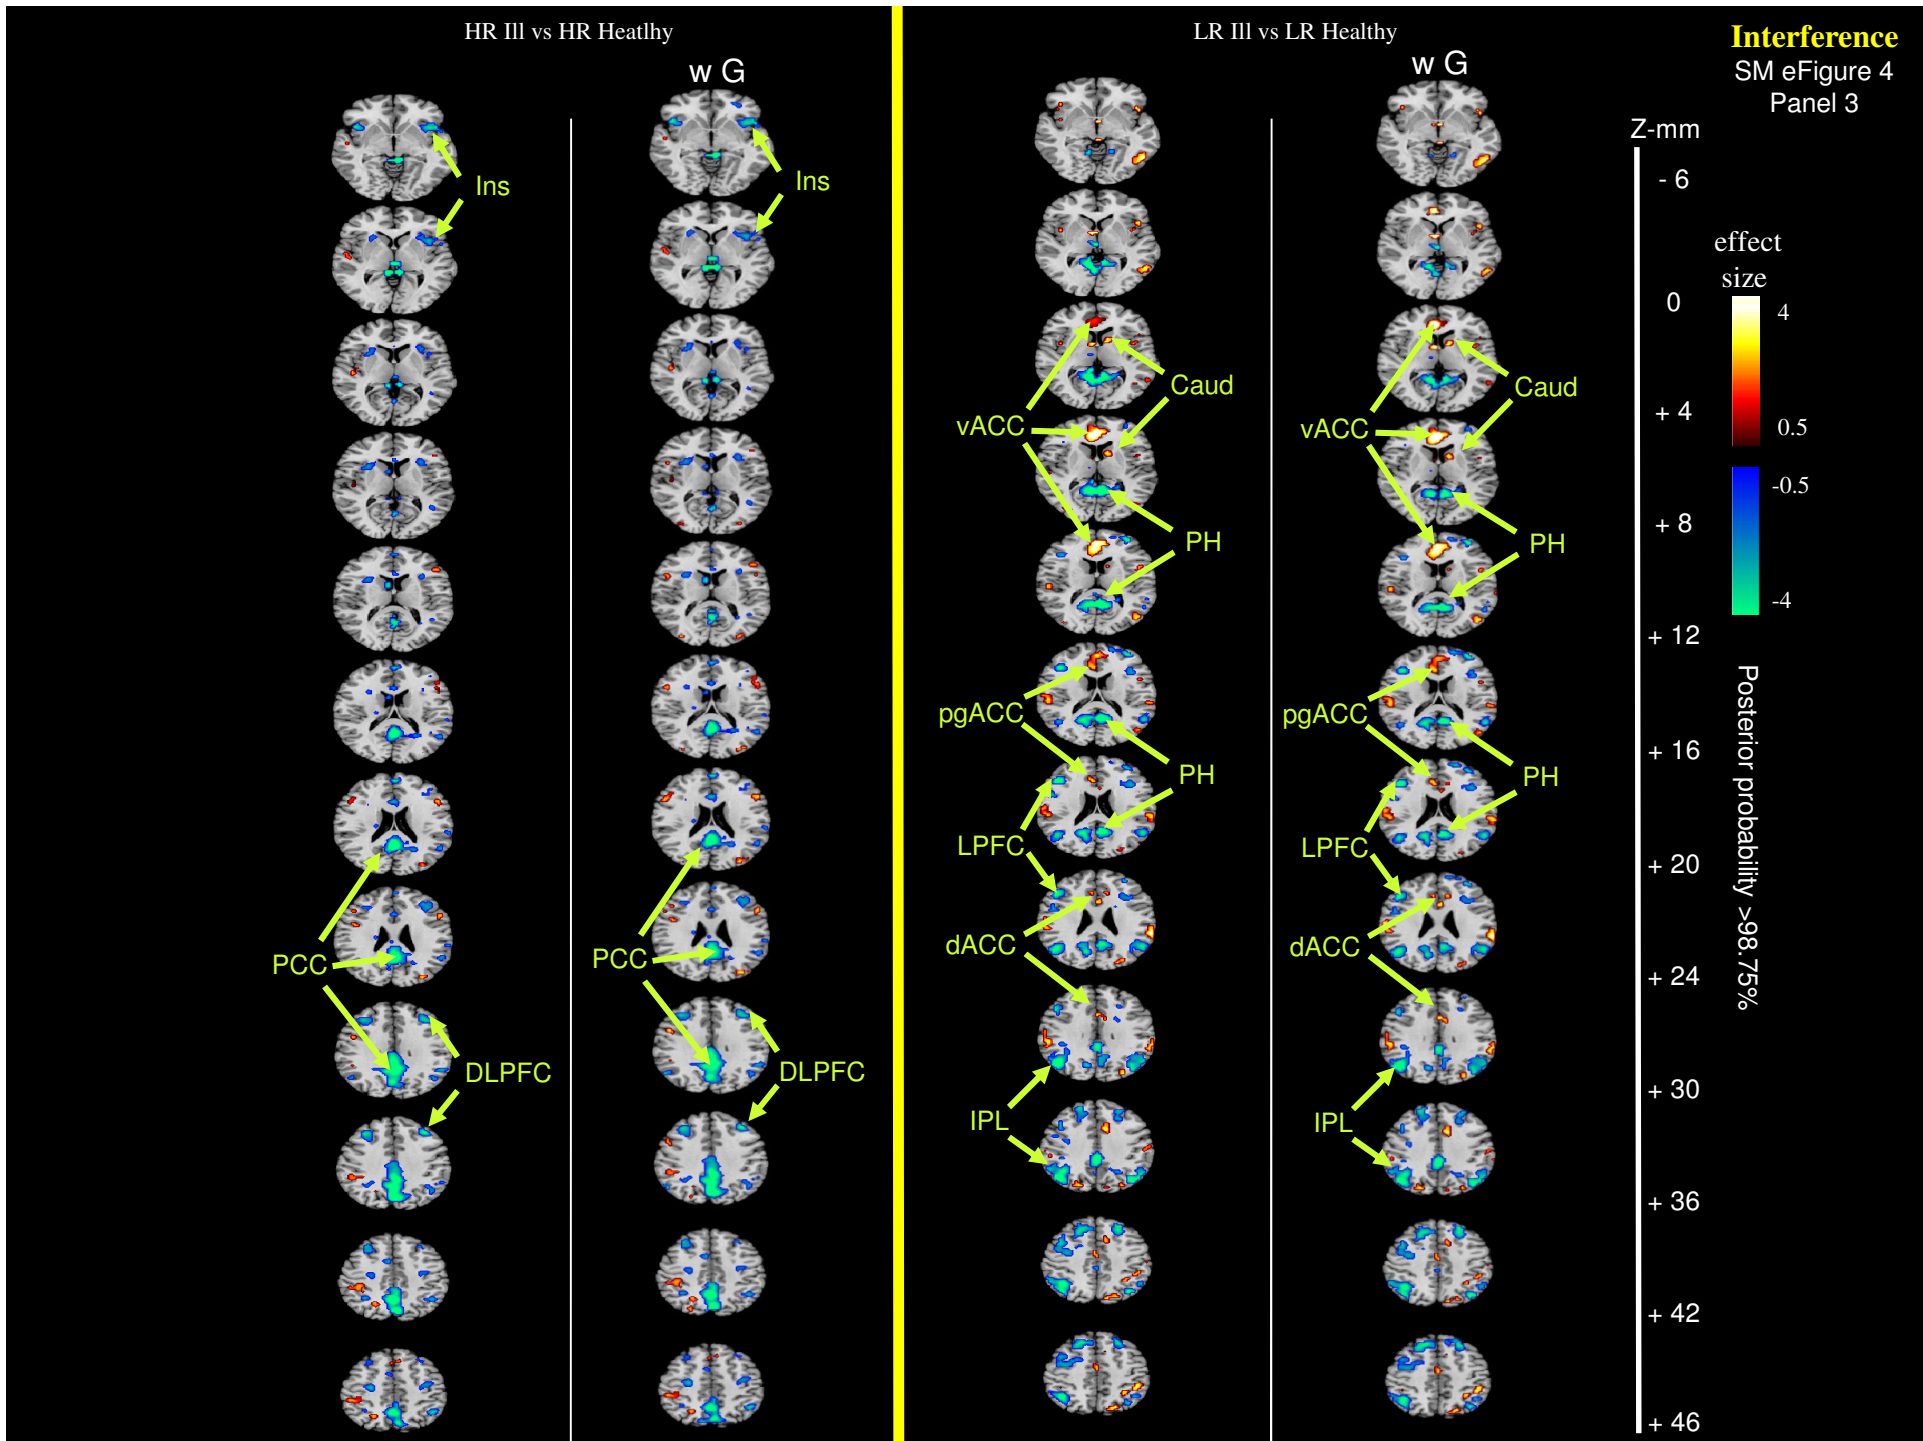 HR Ill vs HR Heatlhy
LR Ill vs LR Healthy
Interference
SM eFigure 4
Panel 3
w G
w G
Z-mm
- 6
0
+ 4
+ 8
+ 12
+ 16
+ 20
+ 24
+ 30
+ 36
+ 42
+ 46
effect
size
4
0.5
-0.5
-4
Posterior probability >98.75%
Ins
PCC
DLPFC
Ins
PCC
DLPFC
Caud
vACC
PH
pgACC
PH
LPFC
dACC
IPL
Caud
vACC
PH
pgACC
PH
LPFC
dACC
IPL